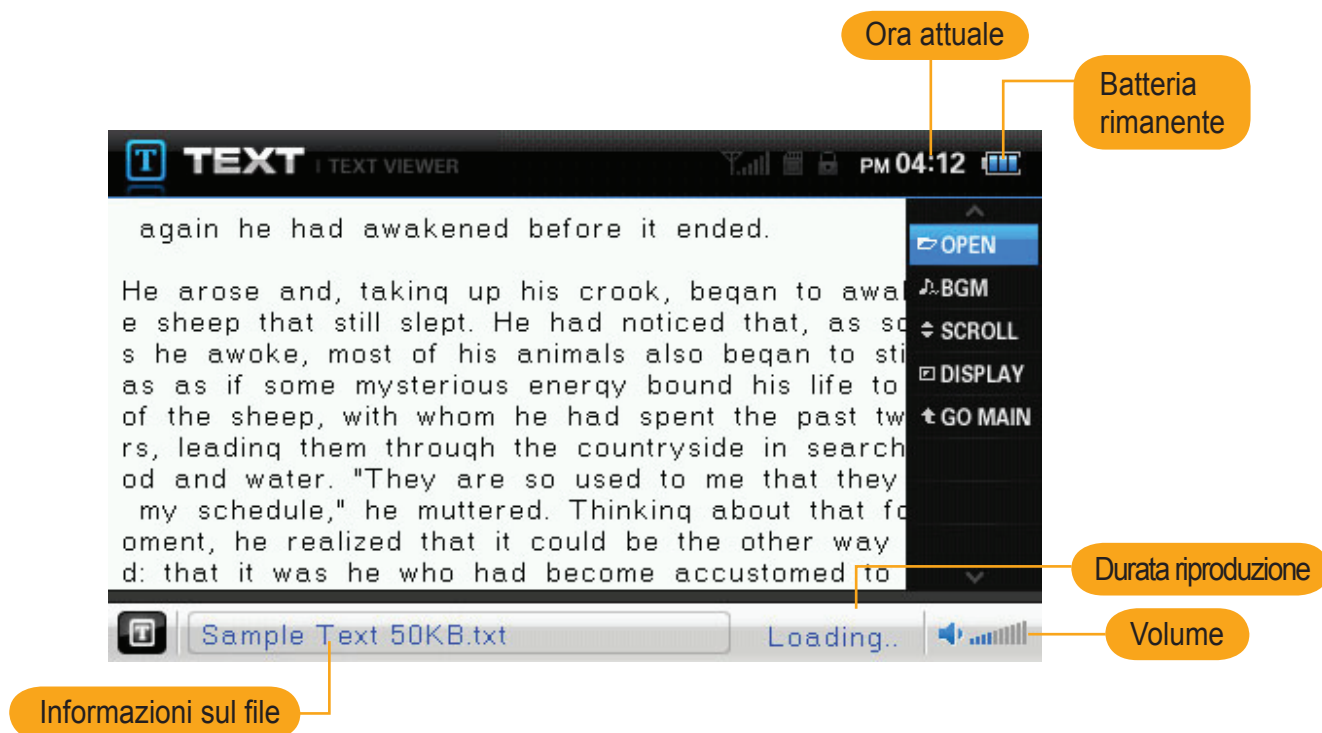 Ora attuale
Batteria
rimanente
TEXT | TEXT VIEWER
PM 04:12
again he had awakened before it ended.
He arose and, taking up his crook, began to awa
e sheep that still slept. He had noticed that, as so
s he awoke, most of his animals also began to sti
as as if some mysterious energy bound his life to
of the sheep, with whom he had spent the past tw
rs, leading them through the countryside in search
od and water. "They are so used to me that they
my schedule," he muttered. Thinking about that fo
oment, he realized that it could be the other way
d: that it was he who had become accustomed to
OPEN
BGM
SCROLL
DISPLAY
GO MAIN
Durata riproduzione
Sample Text 50KB.txt
Loading..
Volume
Informazioni sul file